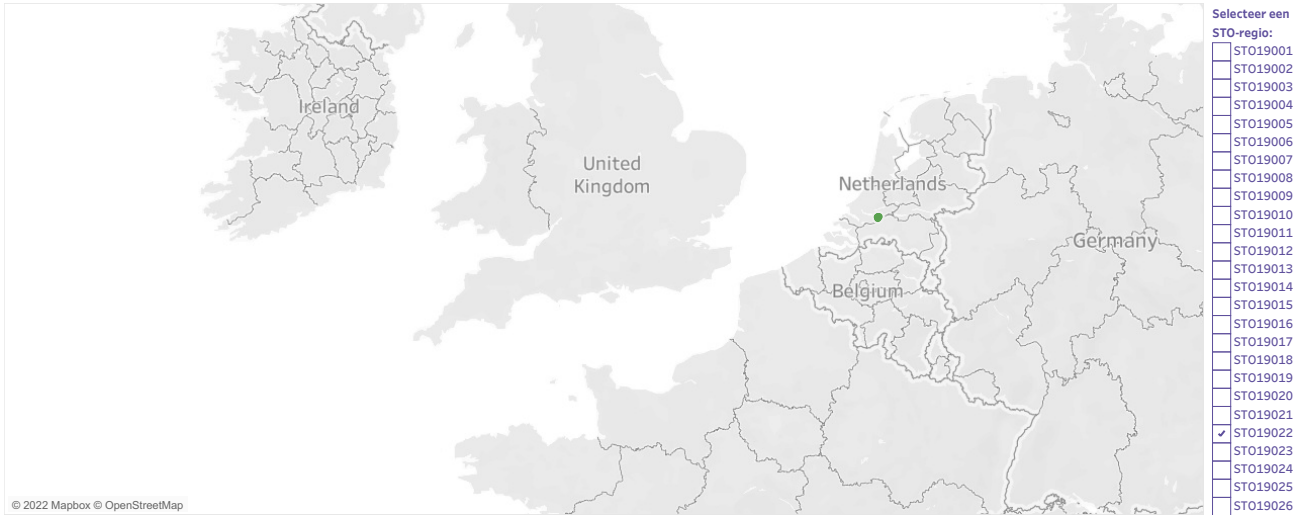 Ireland
United
Kingdom
Netherlands
Germany
Belgium
© 2022 Mapbox © OpenStreetMap
Selecteer een
STO-regio:
STO19001
STO19002
STO19003
STO19004
STO19005
STO19006
STO19007
STO19008
STO19009
STO19010
STO19011
STO19012
STO19013
STO19014
STO19015
STO19016
STO19017
STO19018
STO19019
STO19020
STO19021
STO19022
STO19023
STO19024
STO19025
STO19026